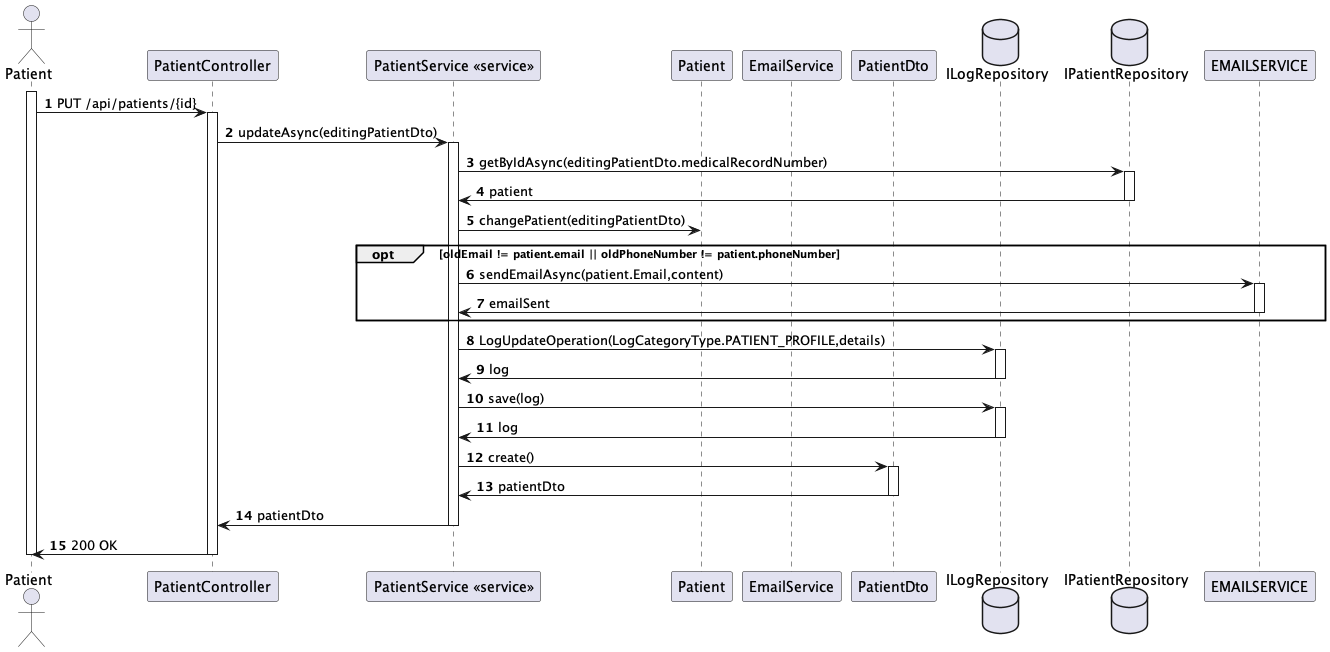 Patient
PatientController
PatientService «service»
Patient
EmailService
PatientDto
ILogRepository
IPatientRepository
EMAILSERVICE
1 PUT /api/patients/{id}
2 updateAsync(editingPatientDto)
3 getByIdAsync(editingPatientDto.medicalRecordNumber)
4 patient
5 changePatient(editingPatientDto)
opt [oldEmail != patient.email || oldPhoneNumber != patient.phoneNumber]
6 sendEmailAsync(patient.Email,content)
7 emailSent
8 LogUpdateOperation(LogCategoryType.PATIENT_PROFILE,details)
9 log
10 save(log)
11 log
12 create()
13 patientDto
14 patientDto
15 200 OK
Patient
PatientController
PatientService «service»
Patient
EmailService
PatientDto
ILogRepository
IPatientRepository
EMAILSERVICE